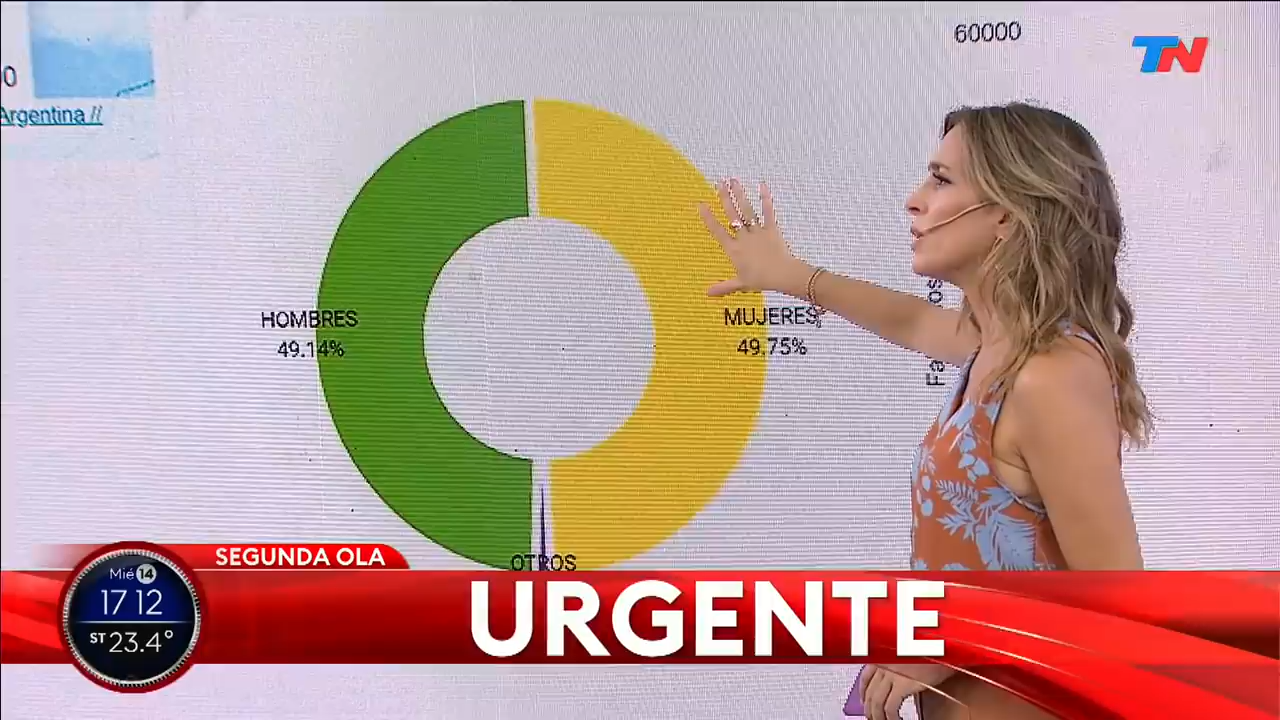 60000
TN
0
Argentina //
HOMBRES
49.14%
MUJERES
49.75%
OTROS
SEGUNDA OLA
URGENTE
Mié 14
17 12
ST 23.4°